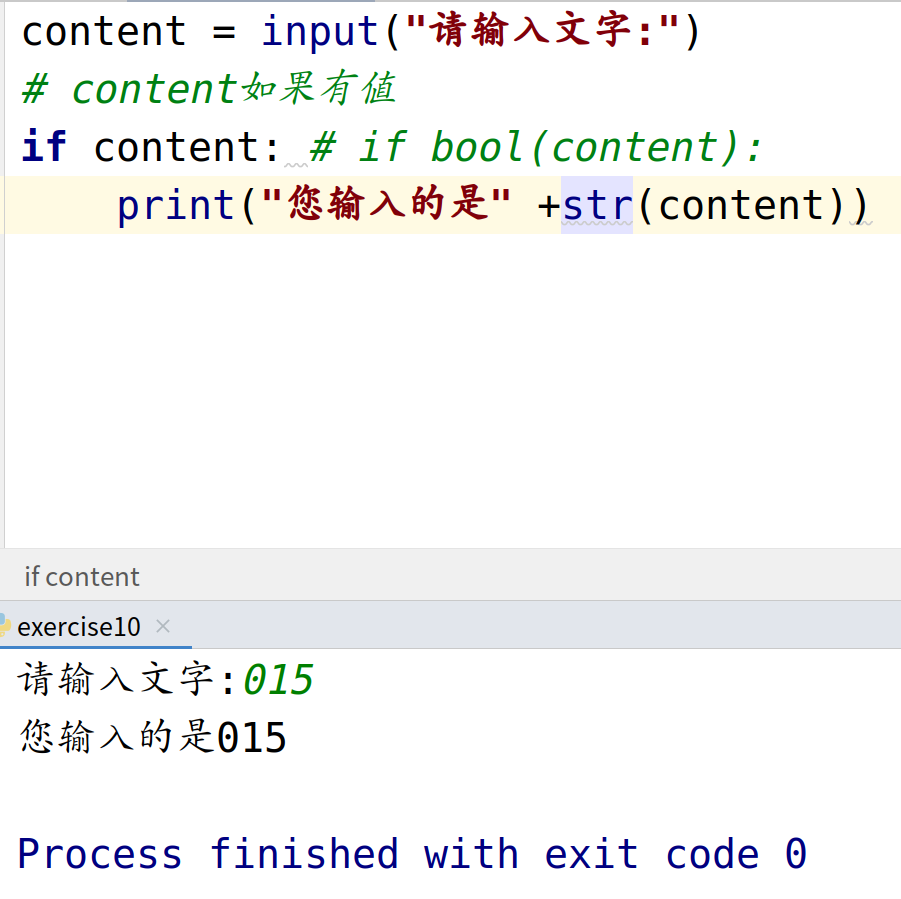 content = input("请输入文字:")
# content如果有値
if content: # if bool(content):
    print("您输入的是" +str(content))
if content
exercise10 ×
请输入文字:015
您输入的是015
Process finished with exit code 0